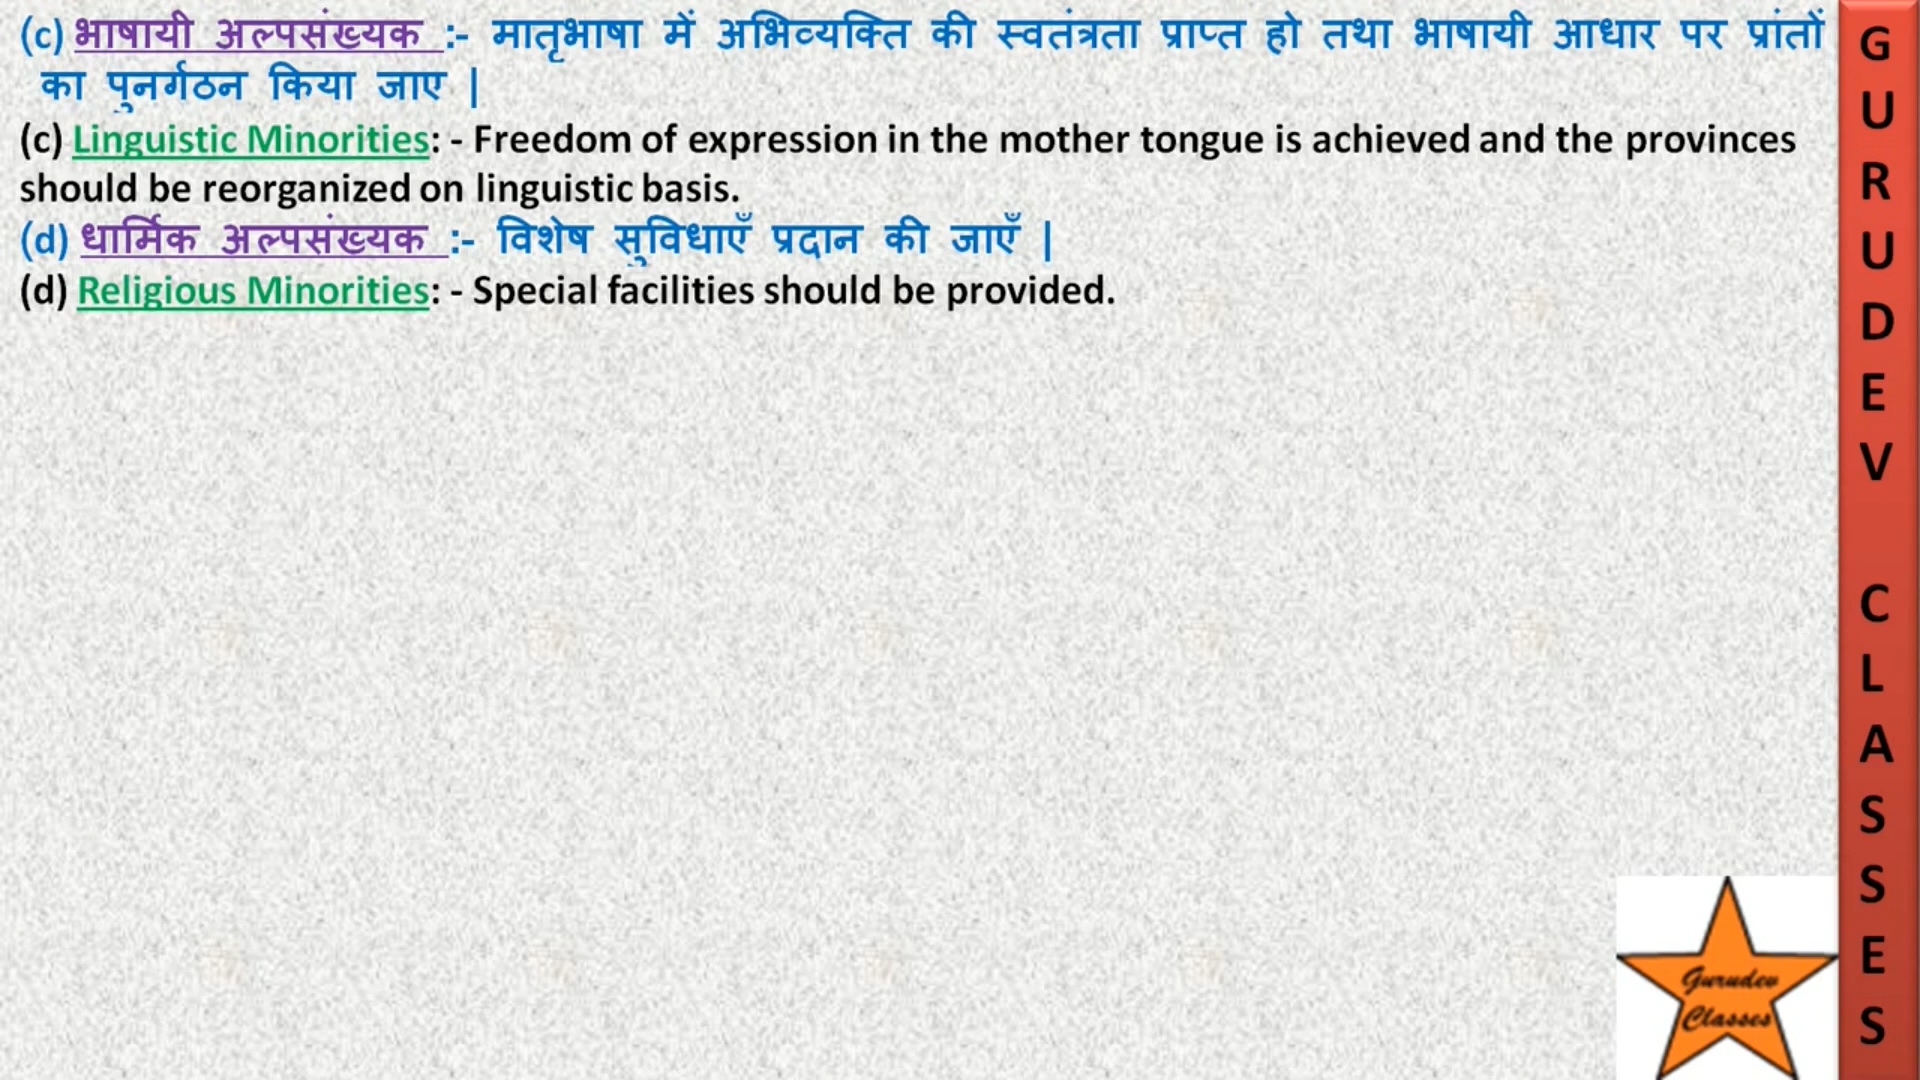 (c) भाषायी अल्पसंख्यक :- मातृभाषा में अभिव्यक्ति की स्वतंत्रता प्राप्त हो तथा भाषायी आधार पर प्रांतों
का पुनर्गठन किया जाए |
(c) Linguistic Minorities: - Freedom of expression in the mother tongue is achieved and the provinces
should be reorganized on linguistic basis.
(d) धार्मिक अल्पसंख्यक :- विशेष सुविधाएँ प्रदान की जाएँ |
(d) Religious Minorities: - Special facilities should be provided.
Gurudev
Classes
G
U
R
U
D
E
V
C
L
A
S
S
E
S